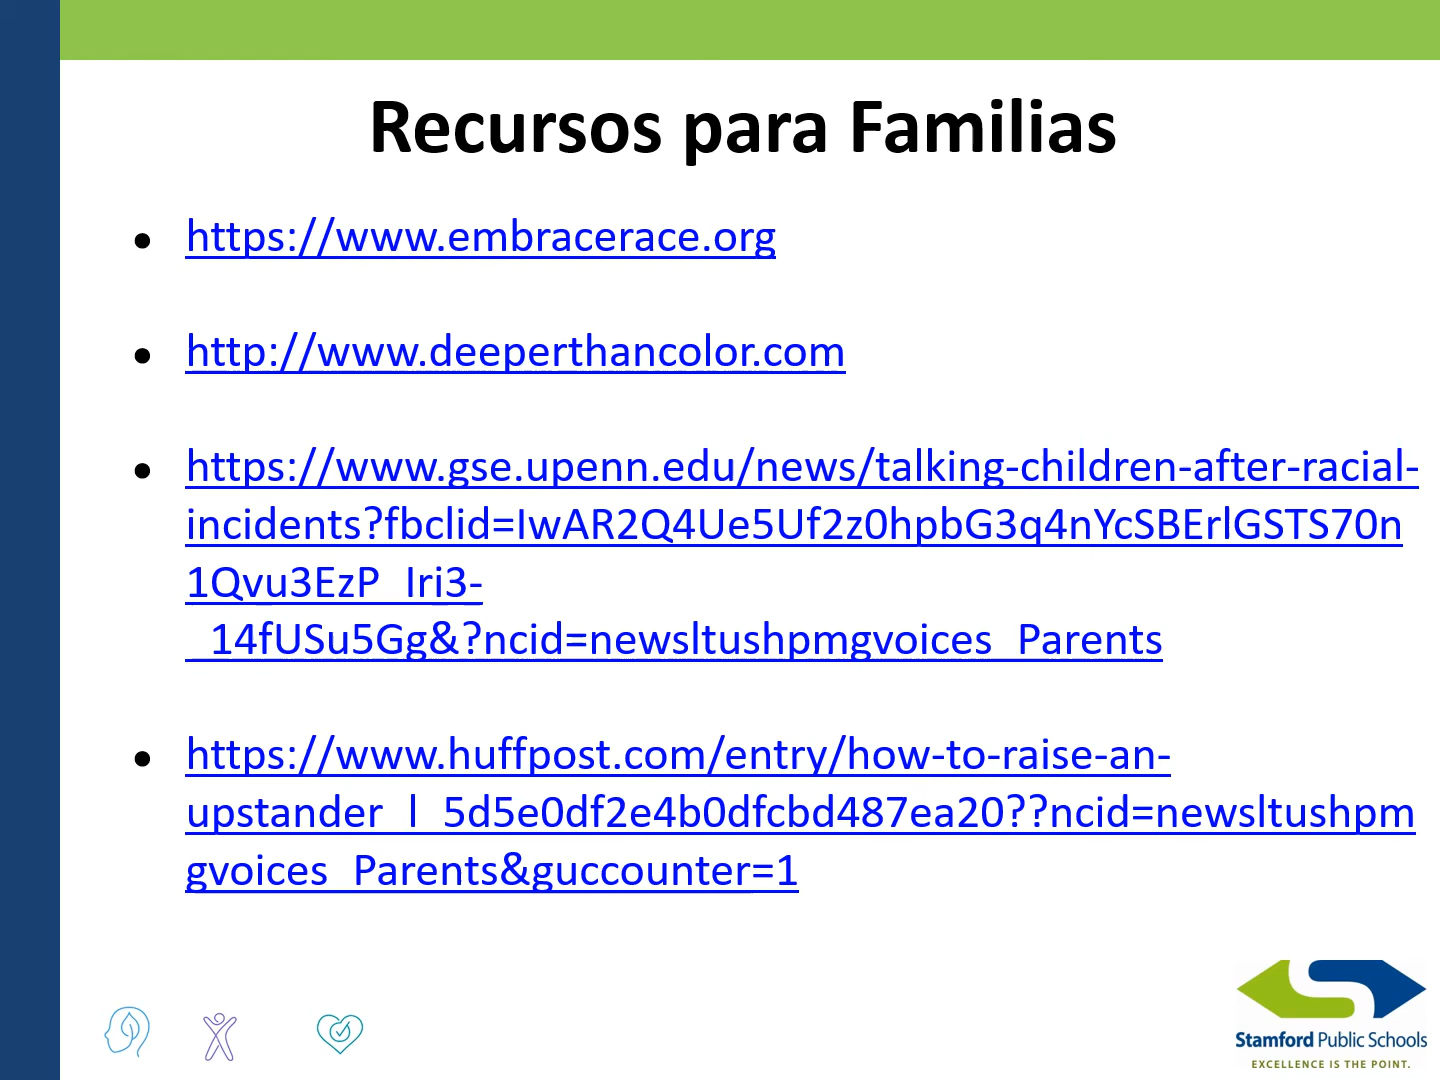 Recursos para Familias
● https://www.embracerace.org
● http://www.deeperthancolor.com
● https://www.gse.upenn.edu/news/talking-children-after-racial-
incidents?fbclid=IwAR2Q4Ue5Uf2z0hpbG3q4nYcSBErlGSTS70n
1Qvu3EzP_Iri3-
_14fUSu5Gg&?ncid=newsltushpmgvoices_Parents
● https://www.huffpost.com/entry/how-to-raise-an-
upstander_l_5d5e0df2e4b0dfcbd487ea20??ncid=newsltushpm
gvoices_Parents&guccounter=1
Stamford Public Schools
EXCELLENCE IS THE POINT.